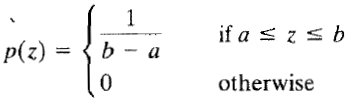 p(z) = { 1 / (b − a) if a ≤ z ≤ b
0 otherwise